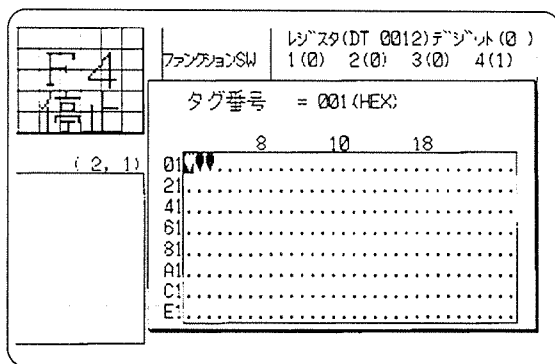 F4
レジスタ(DT 0012)デジット(0 )
ファンクションSW 1(0) 2(0) 3(0) 4(1)
タグ番号 = 001(HEX)
( 2, 1)
8 10 18
01
21
41
61
81
A1
C1
E1